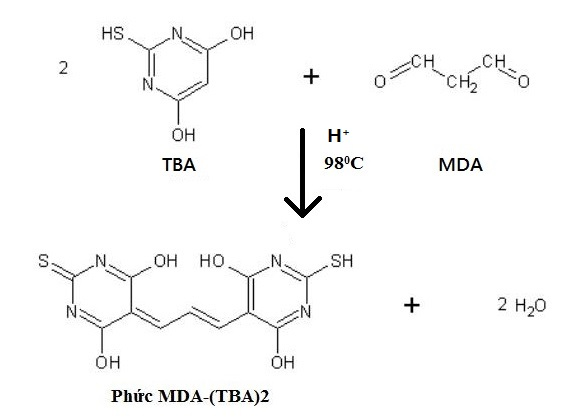 HS N OH
2 N
OH
+
O CH CH₂ CH O
TBA
H⁺
98⁰C
MDA
S N OH HO N SH
N N
OH OH
+ 2 H₂O
Phức MDA-(TBA)2